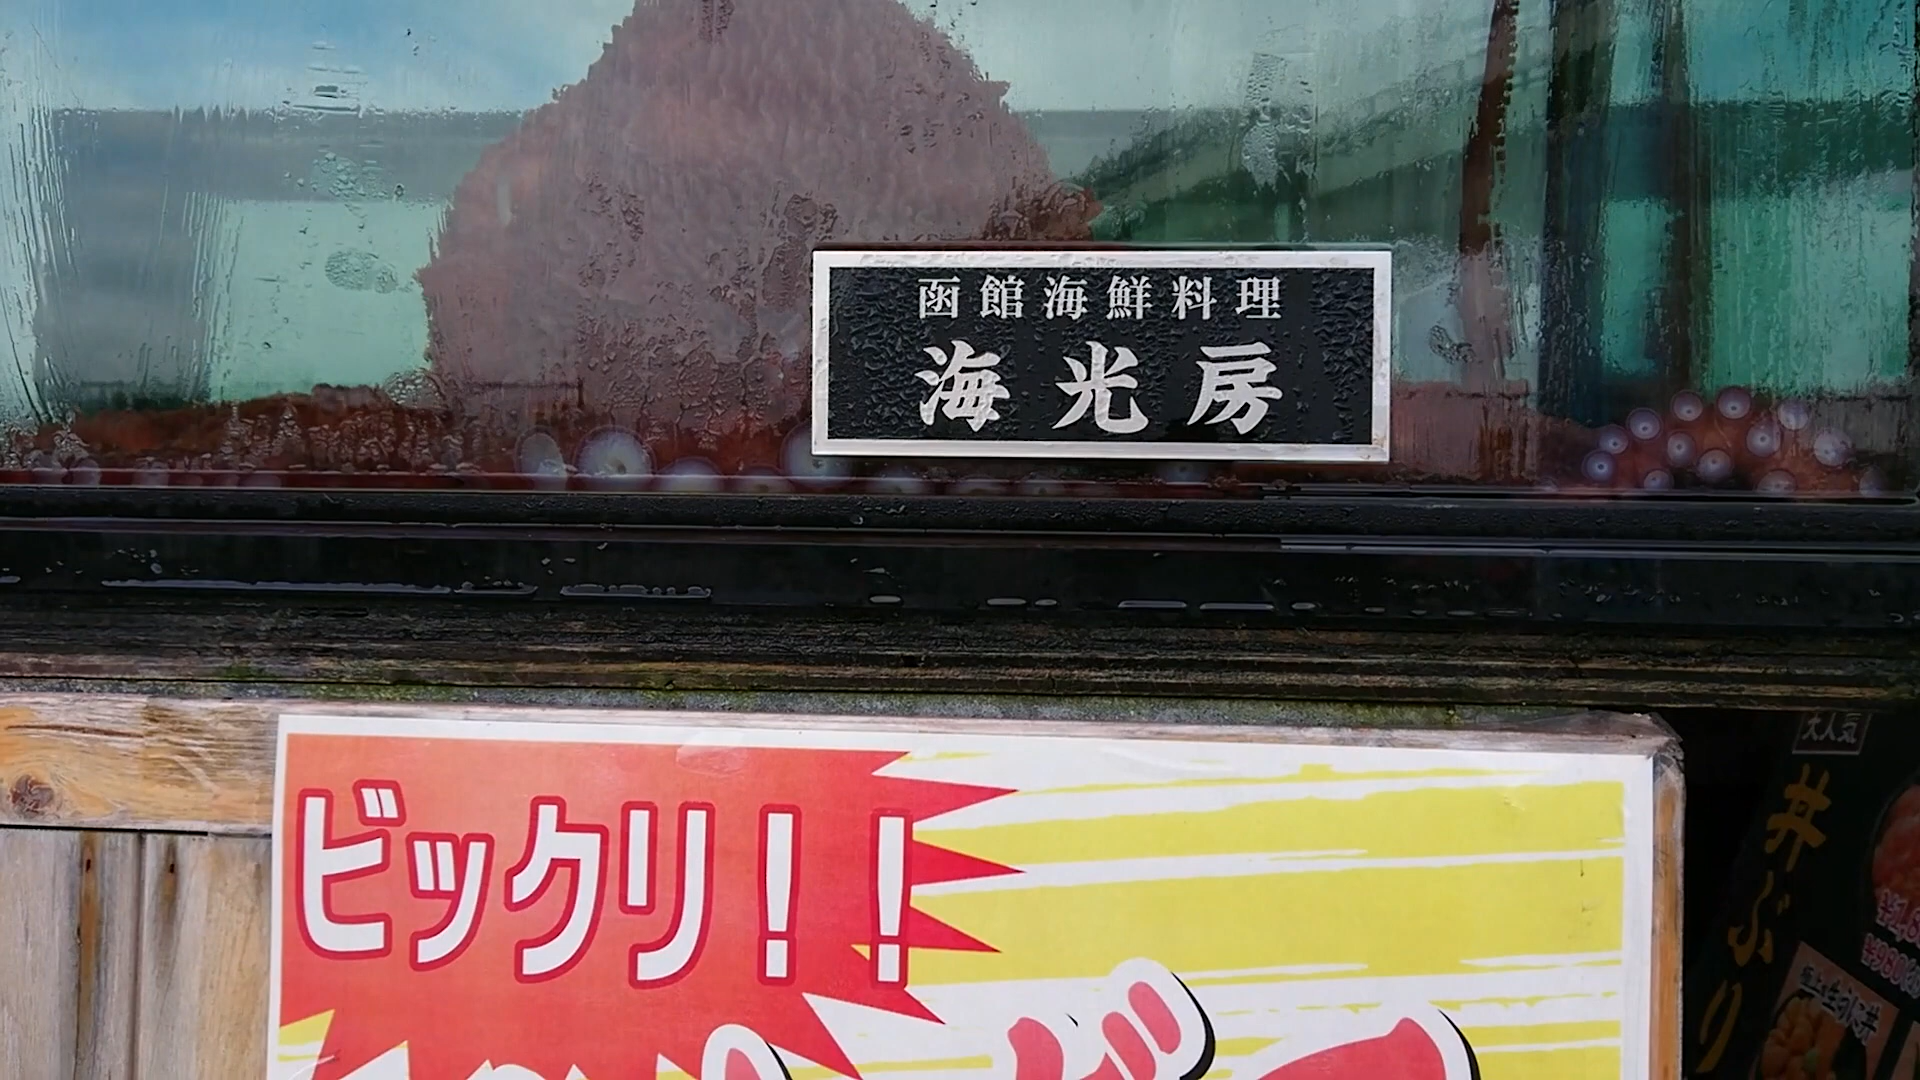 函館海鮮料理
海光房
ビックリ!!
大人気
丼ぶり